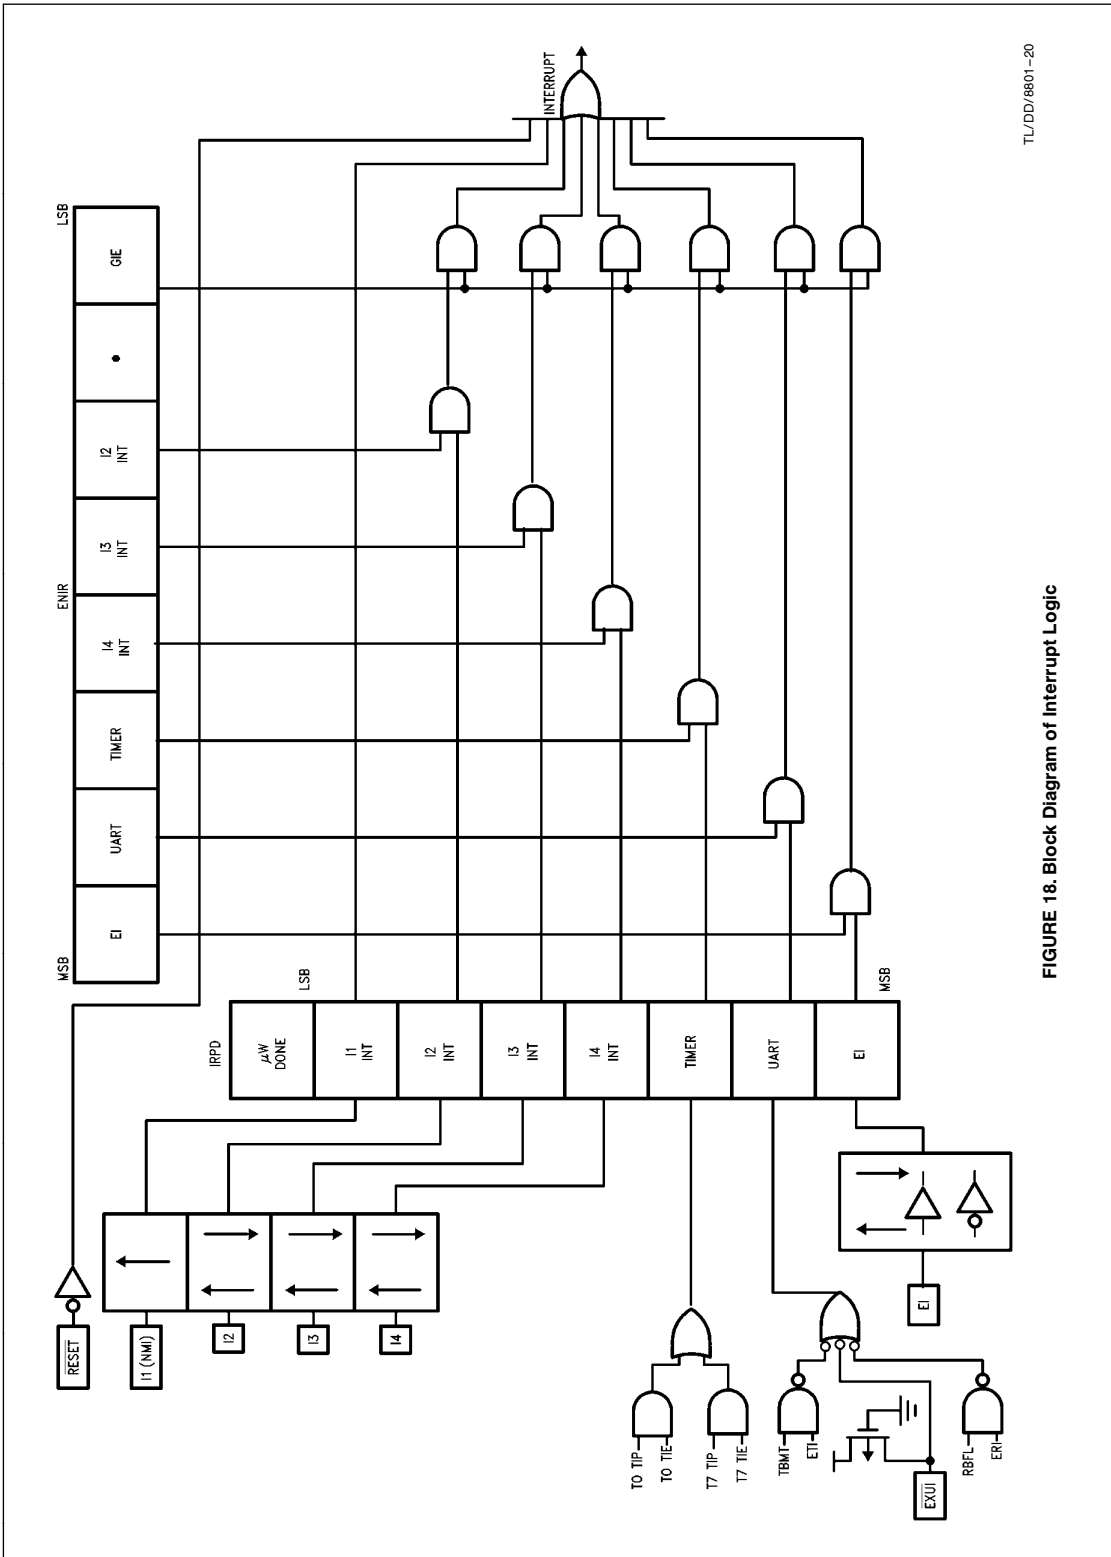 RESET
I1 (NMI)
I2
I3
I4
T0 TIP
T0 TIE
T7 TIP
T7 TIE
TBMT
ETI
EXUI
RBFL
ERI
EI
IRPD
μW
DONE
LSB
I1
INT
I2
INT
I3
INT
I4
INT
TIMER
UART
EI
MSB
MSB
ENIR
LSB
EI
UART
TIMER
I4
INT
I3
INT
I2
INT
GIE
INTERRUPT
TL/DD/8801–20
FIGURE 18. Block Diagram of Interrupt Logic